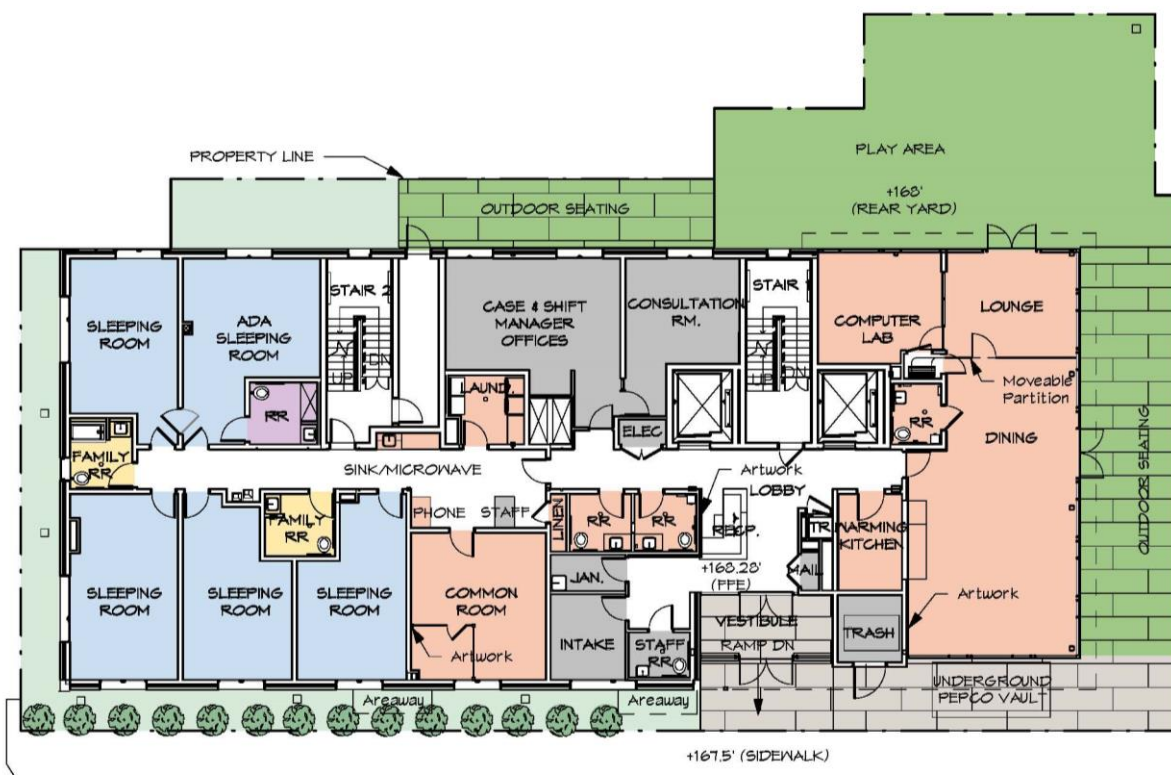 PLAY AREA
PROPERTY LINE
+168'
(REAR YARD)
OUTDOOR SEATING
STAIR 2
UP
DN
CASE & SHIFT
MANAGER
OFFICES
CONSULTATION
RM.
STAIR 1
UP
DN
LOUNGE
COMPUTER
LAB
SLEEPING
ROOM
ADA
SLEEPING
ROOM
RR
LAUND.
ELEC
RR
Moveable
Partition
DINING
FAMILY
RR
SINK/MICROWAVE
Artwork
LOBBY
OUTDOOR SEATING
PHONE
STAFF
LINEN
RR
RR
RECP.
TR.
WARMING
KITCHEN
FAMILY
RR
+168.28'
(FFE)
MAIL
SLEEPING
ROOM
SLEEPING
ROOM
SLEEPING
ROOM
COMMON
ROOM
JAN.
Artwork
INTAKE
STAFF
RR
VESTIBULE
RAMP DN
TRASH
Artwork
Areaway
Areaway
UNDERGROUND
PEPCO VAULT
+167.5' (SIDEWALK)